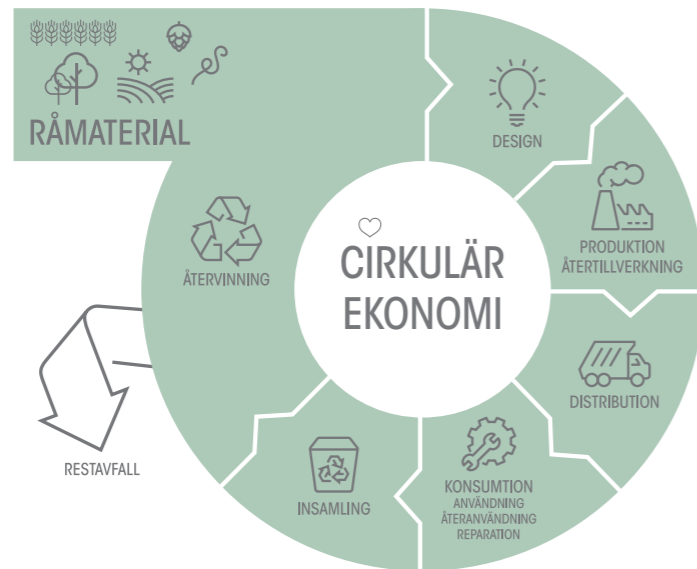 RÅMATERIAL
DESIGN
PRODUKTION
ÅTERTILLVERKNING
DISTRIBUTION
KONSUMTION
ANVÄNDNING
ÅTERANVÄNDNING
REPARATION
INSAMLING
ÅTERVINNING
RESTAVFALL
CIRKULÄR
EKONOMI